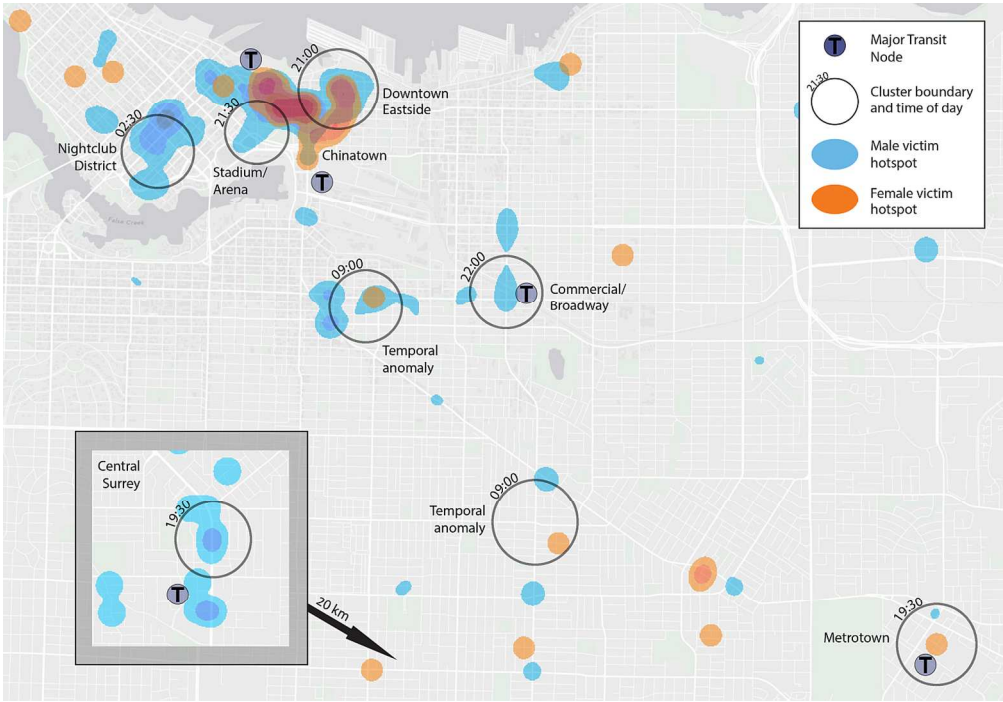 T
21:00
Downtown
Eastside
21:30
02:30
Nightclub
District
Stadium/
Arena
Chinatown
T
False Creek
09:00
Temporal
anomaly
22:00
T
Commercial/
Broadway
T
Major Transit
Node
21:30
Cluster boundary
and time of day
Male victim
hotspot
Female victim
hotspot
Central
Surrey
19:30
T
20 km
09:00
Temporal
anomaly
19:30
Metrotown
T